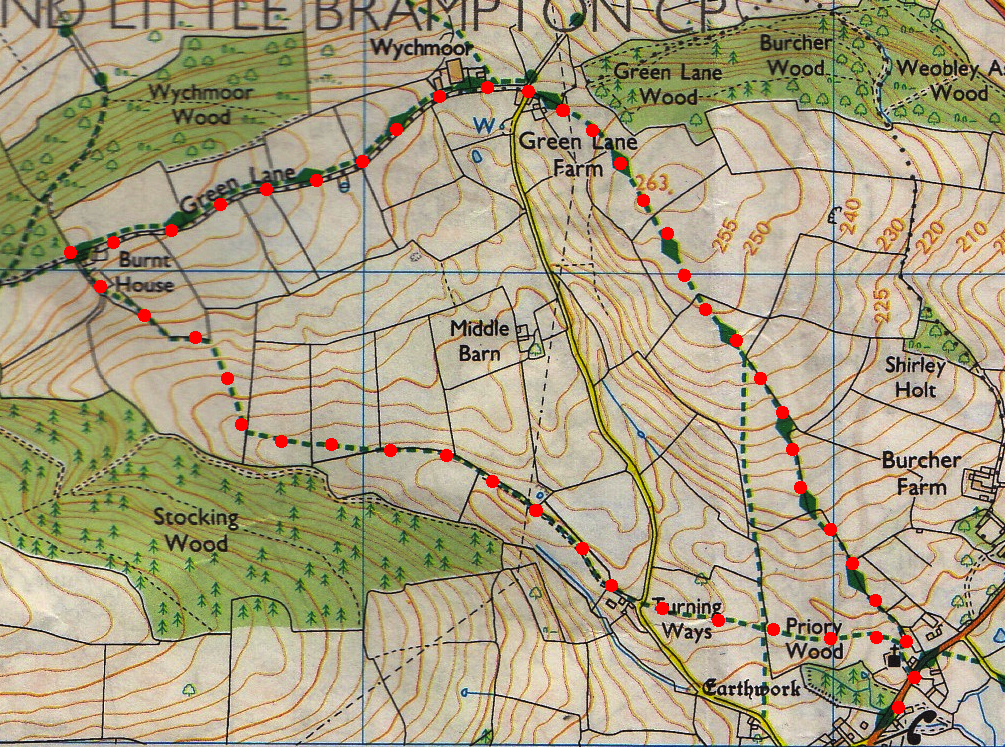 ND LITTLE BRAMPTON CP
Wychmoor
Burcher
Wood
Green Lane
Wood
Weobley A
Wood
Wychmoor
Wood
W
Green Lane
Farm
Green Lane
263
240
255
250
230
220
210
Burnt
House
225
Middle
Barn
Shirley
Holt
Burcher
Farm
Stocking
Wood
Turning
Ways
Priory
Wood
Earthwork